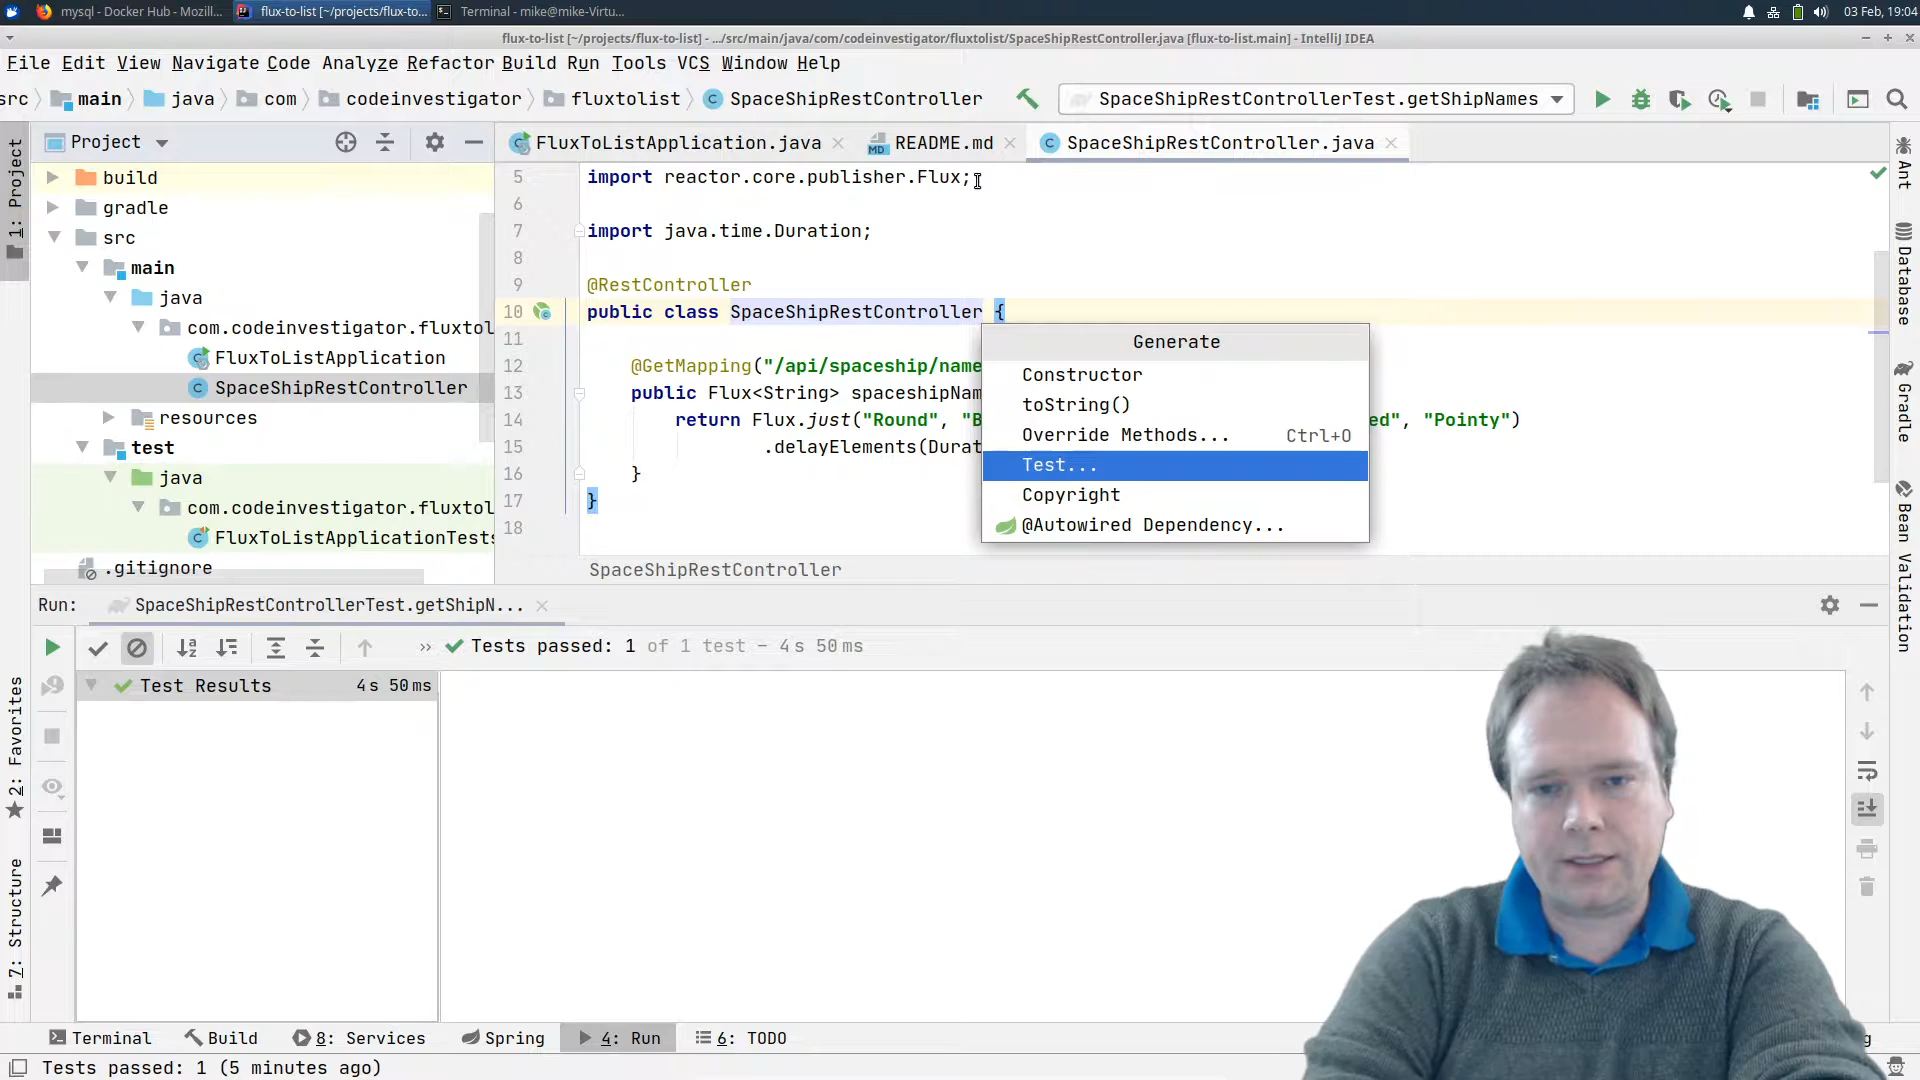 mysql - Docker Hub - Mozill...
flux-to-list [~/projects/flux-to...
Terminal - mike@mike-Virtu...
03 Feb, 19:04
flux-to-list [~/projects/flux-to-list] - .../src/main/java/com/codeinvestigator/fluxtolist/SpaceShipRestController.java [flux-to-list.main] - IntelliJ IDEA
File Edit View Navigate Code Analyze Refactor Build Run Tools VCS Window Help
src main java com codeinvestigator fluxtolist SpaceShipRestController
SpaceShipRestControllerTest.getShipNames
1: Project
Project
FluxToListApplication.java
README.md
SpaceShipRestController.java
build
gradle
src
main
java
com.codeinvestigator.fluxtol
FluxToListApplication
SpaceShipRestController
resources
test
java
com.codeinvestigator.fluxtol
FluxToListApplicationTests
.gitignore
5 import reactor.core.publisher.Flux;
6
7 import java.time.Duration;
8
9 @RestController
10 public class SpaceShipRestController {
11
12 @GetMapping("/api/spaceship/name
13 public Flux<String> spaceshipNam
14 return Flux.just("Round", "B ed", "Pointy")
15 .delayElements(Durat
16 }
17 }
18
Generate
Constructor
toString()
Override Methods... Ctrl+O
Test...
Copyright
@Autowired Dependency...
SpaceShipRestController
Ant
Database
Gradle
Bean Validation
Run: SpaceShipRestControllerTest.getShipN...
Tests passed: 1 of 1 test – 4 s 50 ms
Test Results 4 s 50 ms
2: Favorites
7: Structure
Terminal
Build
8: Services
Spring
4: Run
6: TODO
Tests passed: 1 (5 minutes ago)